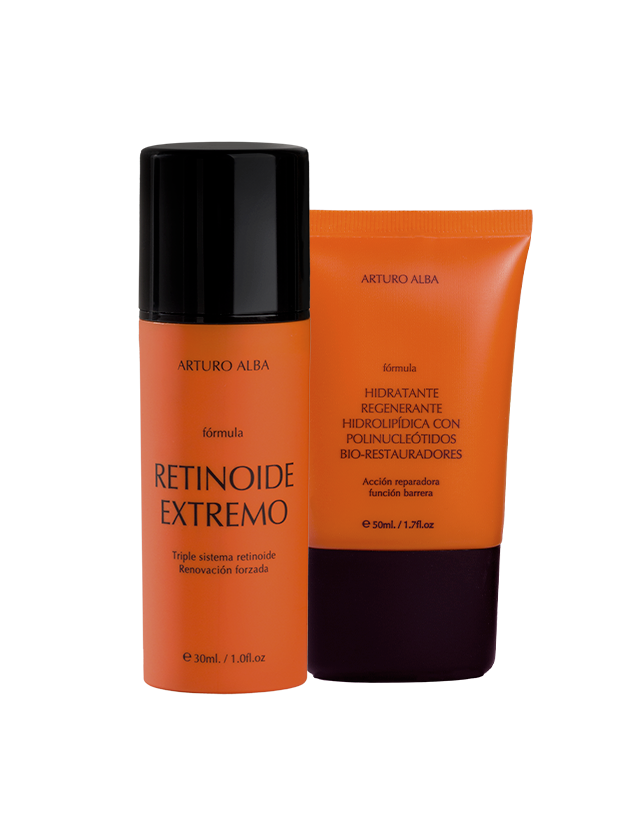 ARTURO ALBA
fórmula
RETINOIDE
EXTREMO
Triple sistema retinoide
Renovación forzada
℮ 30ml. / 1.0fl.oz
ARTURO ALBA
fórmula
HIDRATANTE
REGENERANTE
HIDROLIPÍDICA CON
POLINUCLEÓTIDOS
BIO-RESTAURADORES
Acción reparadora
función barrera
℮ 50ml. / 1.7fl.oz